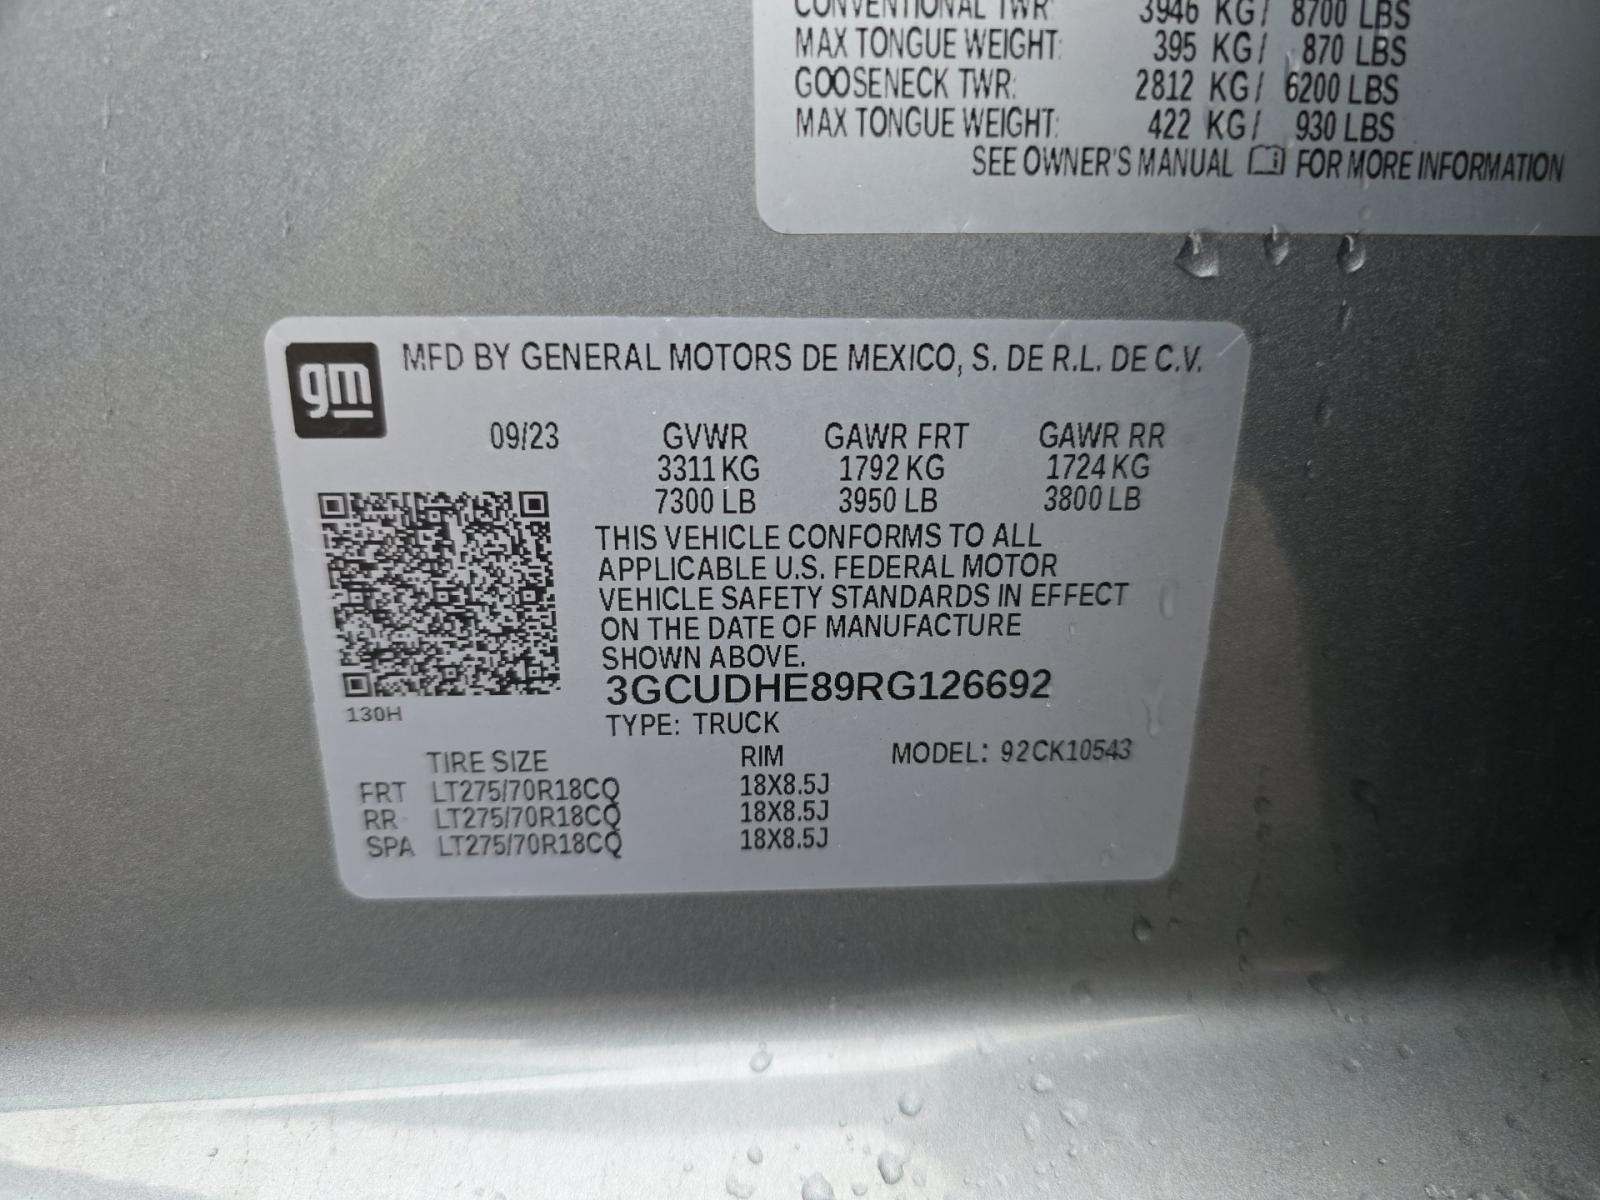 CONVENTIONAL TWR: 3946 KG/ 8700 LBS
MAX TONGUE WEIGHT: 395 KG/ 870 LBS
GOOSENECK TWR: 2812 KG/ 6200 LBS
MAX TONGUE WEIGHT: 422 KG/ 930 LBS
SEE OWNER'S MANUAL FOR MORE INFORMATION
gm MFD BY GENERAL MOTORS DE MEXICO, S. DE R.L. DE C.V.
09/23 GVWR GAWR FRT GAWR RR
3311 KG 1792 KG 1724 KG
7300 LB 3950 LB 3800 LB
THIS VEHICLE CONFORMS TO ALL
APPLICABLE U.S. FEDERAL MOTOR
VEHICLE SAFETY STANDARDS IN EFFECT
ON THE DATE OF MANUFACTURE
SHOWN ABOVE.
3GCUDHE89RG126692
130H
TYPE: TRUCK
TIRE SIZE RIM MODEL: 92CK10543
FRT LT275/70R18CQ 18X8.5J
RR LT275/70R18CQ 18X8.5J
SPA LT275/70R18CQ 18X8.5J